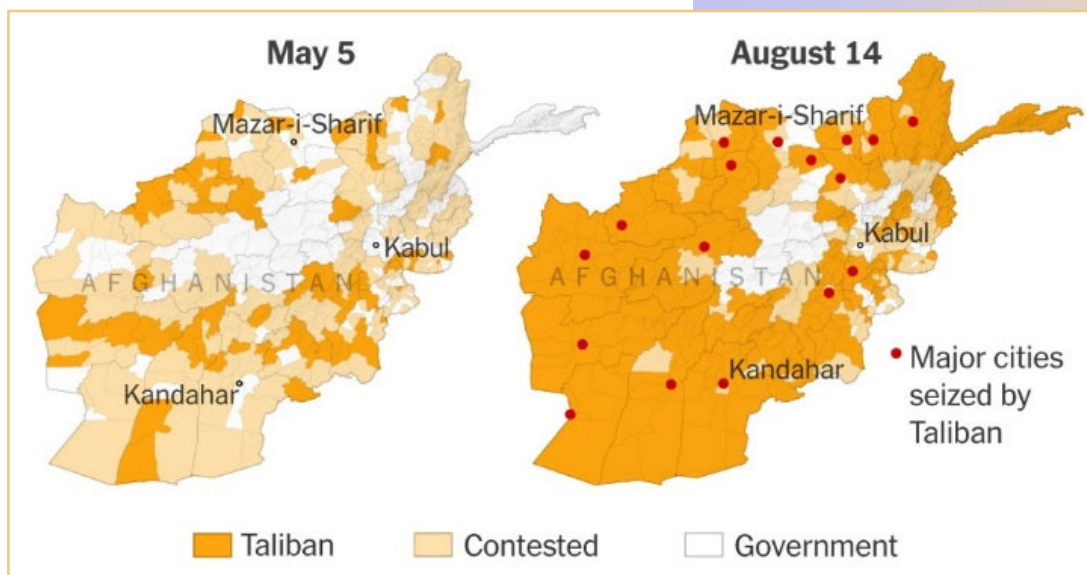 May 5
August 14
Mazar-i-Sharif
Kabul
AFGHANISTAN
Kandahar
Mazar-i-Sharif
Kabul
AFGHANISTAN
Kandahar
Major cities
seized by
Taliban
Taliban
Contested
Government